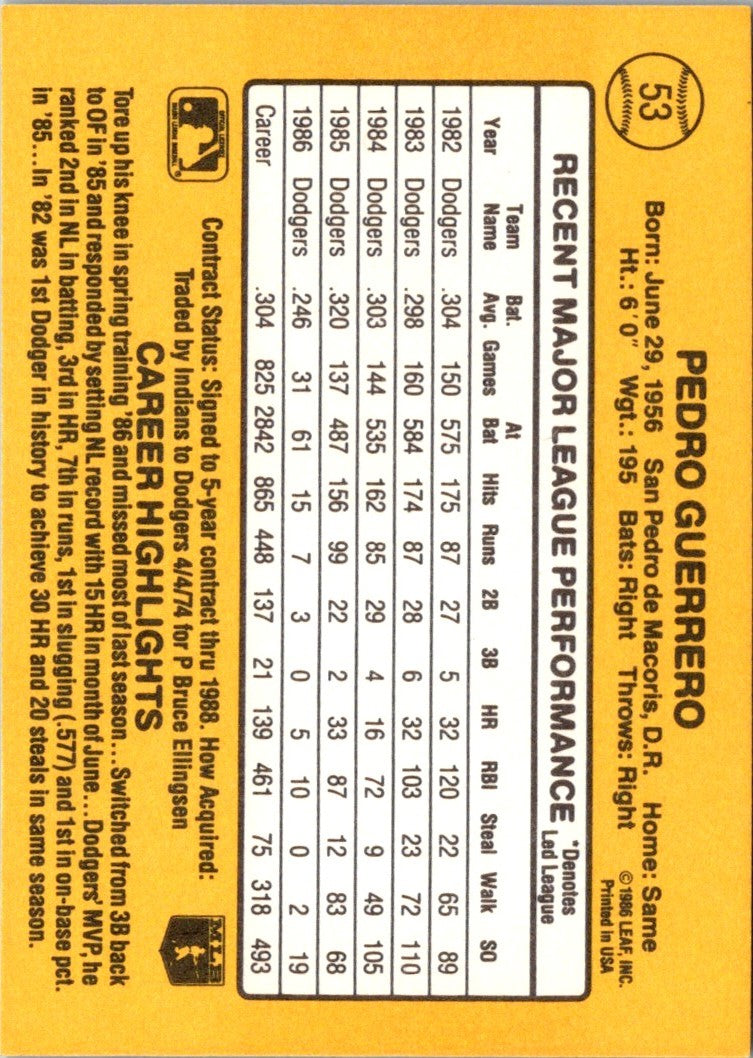 53
PEDRO GUERRERO
Born: June 29, 1956 San Pedro de Macoris, D.R. Home: Same
Ht.: 6'0" Wgt.: 195 Bats: Right Throws: Right
©1986 LEAF, INC.
Printed in USA
RECENT MAJOR LEAGUE PERFORMANCE
*Denotes
Led League
Year Team Name Bat. Avg. Games At Bat Hits Runs 2B 3B HR RBI Steal Walk SO
1982 Dodgers .304 150 575 175 87 27 5 32 120 22 65 89
1983 Dodgers .298 160 584 174 87 28 6 32 103 23 72 110
1984 Dodgers .303 144 535 162 85 29 4 16 72 9 49 105
1985 Dodgers .320 137 487 156 99 22 2 33 87 12 83 68
1986 Dodgers .246 31 61 15 7 3 0 5 10 0 2 19
Career .304 825 2842 865 448 137 21 139 461 75 318 493
Contract Status: Signed to 5-year contract thru 1988. How Acquired:
Traded by Indians to Dodgers 4/4/74 for P Bruce Ellingsen
MLB
CAREER HIGHLIGHTS
Tore up his knee in spring training '86 and missed most of last season...Switched from 3B back
to OF in '85 and responded by setting NL record with 15 HR in month of June...Dodgers' MVP, he
ranked 2nd in NL in batting, 3rd in HR, 7th in runs, 1st in slugging (.577) and 1st in on-base pct.
in '85...In '82 was 1st Dodger in history to achieve 30 HR and 20 steals in same season.